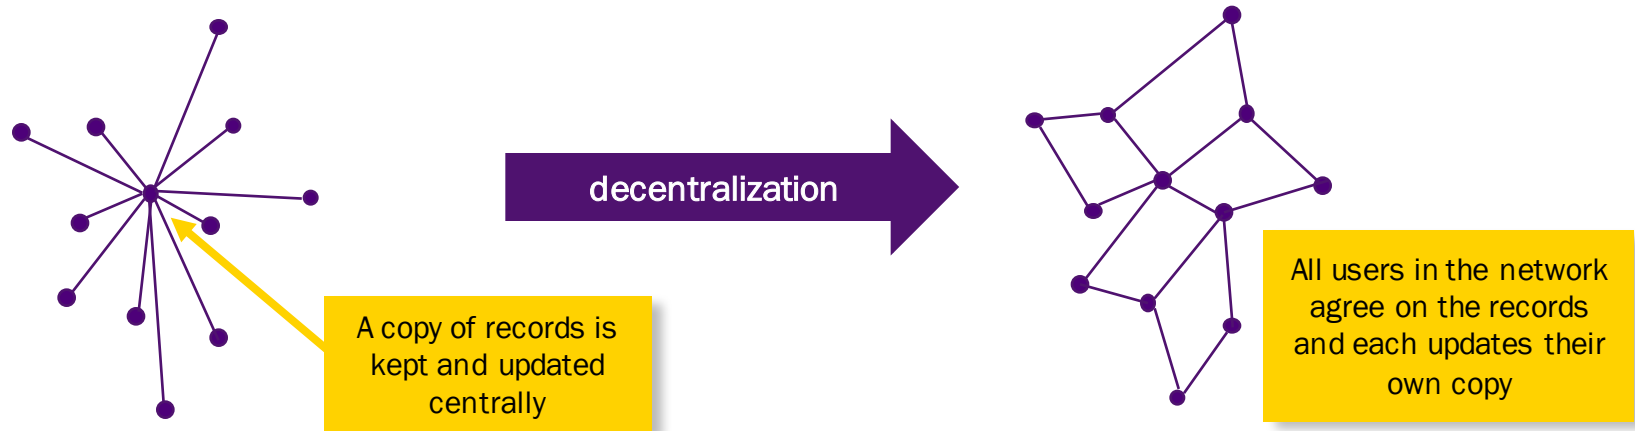 decentralization
A copy of records is
kept and updated
centrally
All users in the network
agree on the records
and each updates their
own copy